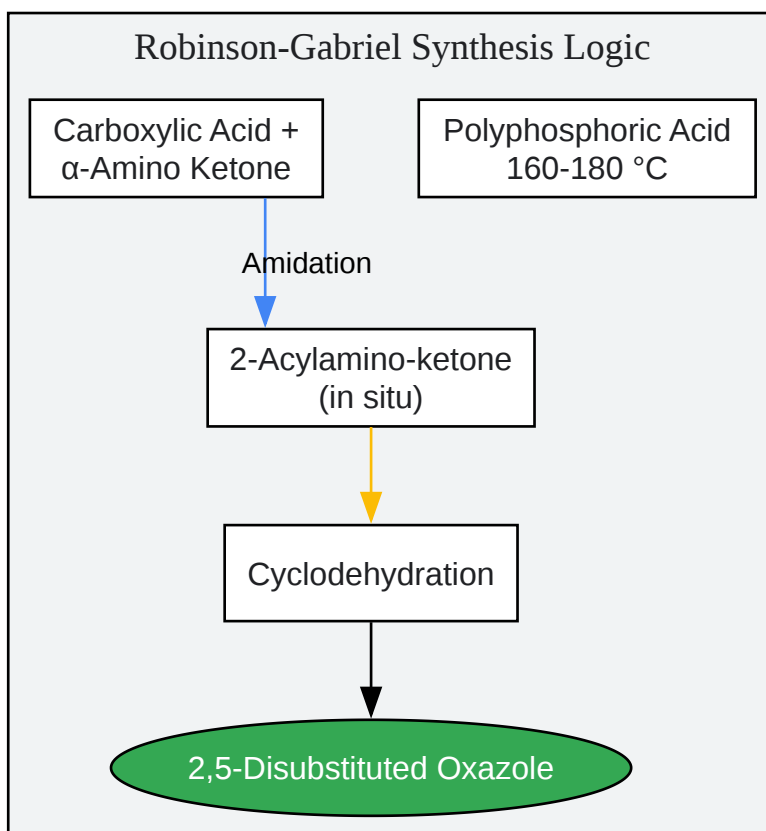 Robinson-Gabriel Synthesis Logic
Carboxylic Acid +
α-Amino Ketone
Polyphosphoric Acid
160-180 °C
Amidation
2-Acylamino-ketone
(in situ)
Cyclodehydration
2,5-Disubstituted Oxazole